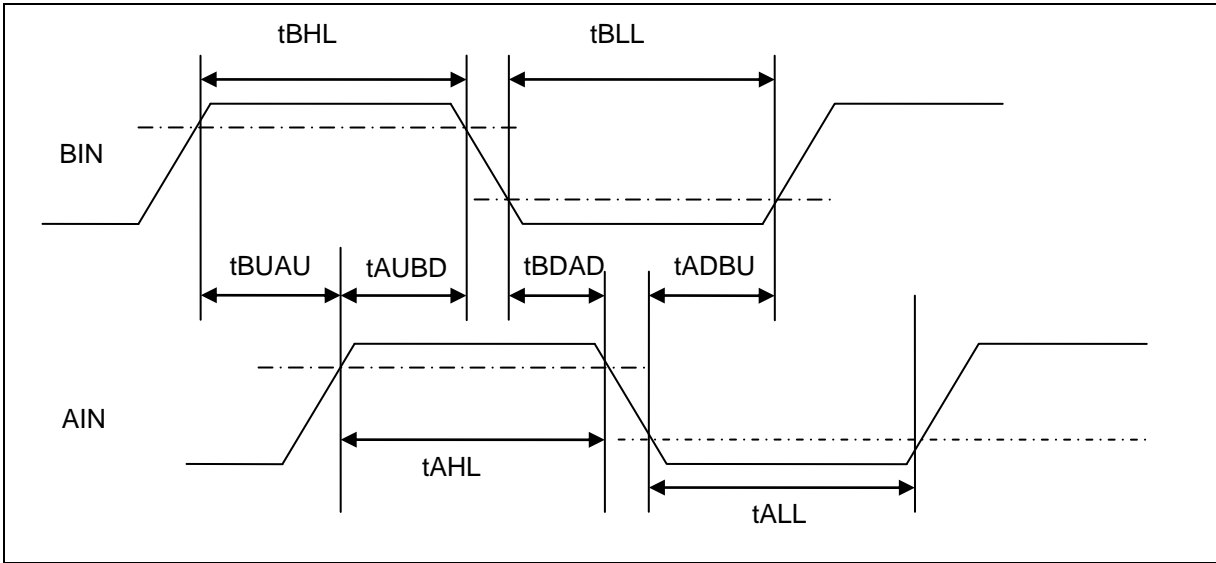 tBHL
tBLL
BIN
tBUAU
tAUBD
tBDAD
tADBU
AIN
tAHL
tALL